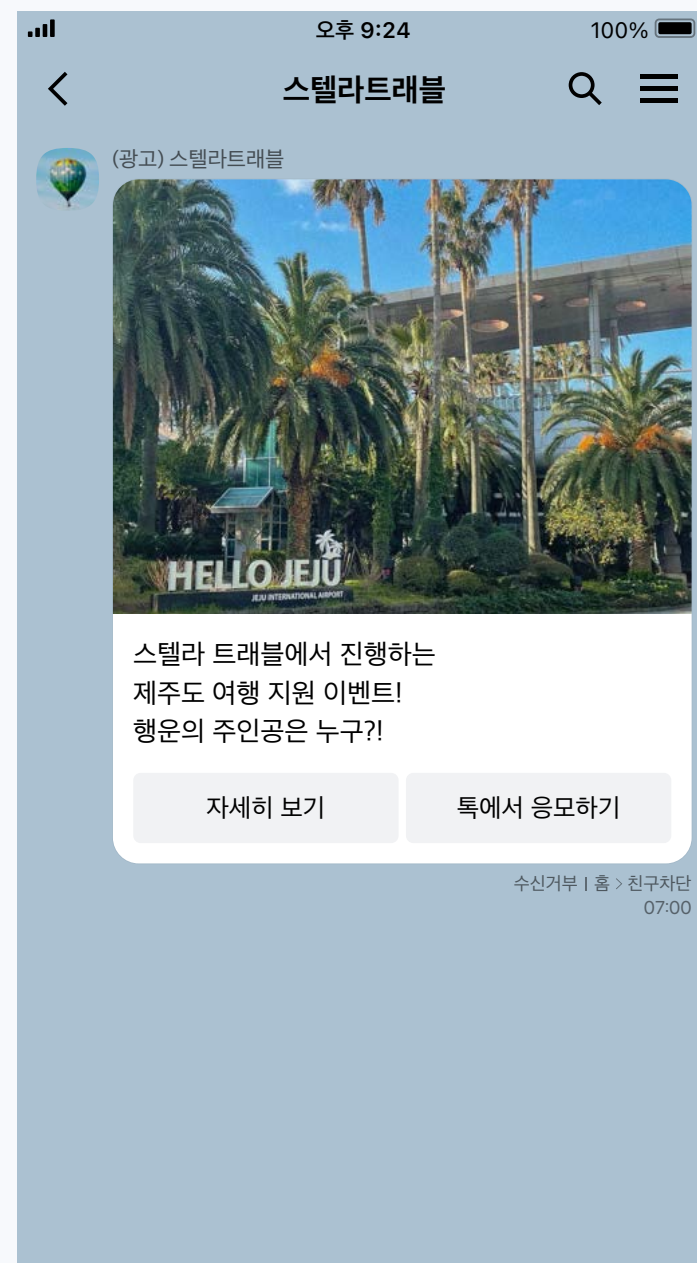 오후 9:24
100%
스텔라트래블
(광고) 스텔라트래블
HELLO JEJU
JEJU INTERNATIONAL AIRPORT
스텔라 트래블에서 진행하는
제주도 여행 지원 이벤트!
행운의 주인공은 누구?!
자세히 보기
톡에서 응모하기
수신거부 | 홈 > 친구차단
07:00